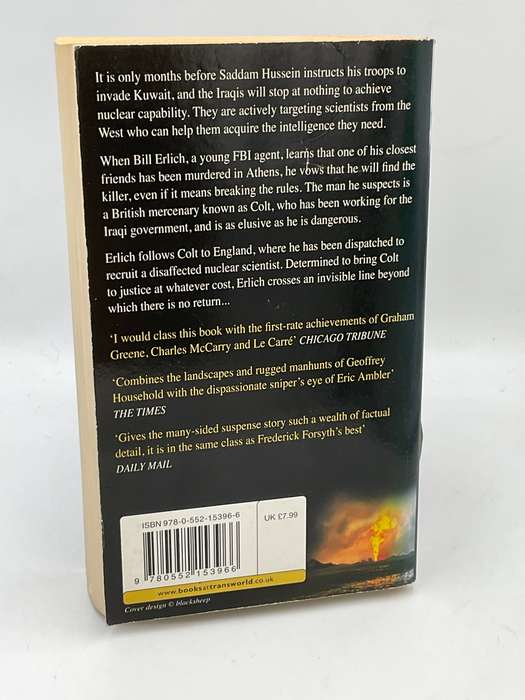 It is only months before Saddam Hussein instructs his troops to
invade Kuwait, and the Iraqis will stop at nothing to achieve
nuclear capability. They are actively targeting scientists from the
West who can help them acquire the intelligence they need.
When Bill Erlich, a young FBI agent, learns that one of his closest
friends has been murdered in Athens, he vows that he will find the
killer, even if it means breaking the rules. The man he suspects is
a British mercenary known as Colt, who has been working for the
Iraqi government, and is as elusive as he is dangerous.
Erlich follows Colt to England, where he has been dispatched to
recruit a disaffected nuclear scientist. Determined to bring Colt
to justice at whatever cost, Erlich crosses an invisible line beyond
which there is no return...
‘I would class this book with the first-rate achievements of Graham
Greene, Charles McCarry and Le Carré’ CHICAGO TRIBUNE
‘Combines the landscapes and rugged manhunts of Geoffrey
Household with the dispassionate sniper’s eye of Eric Ambler’
THE TIMES
‘Gives the many-sided suspense story such a wealth of factual
detail, it is in the same class as Frederick Forsyth’s best’
DAILY MAIL
ISBN 978-0-552-15396-6
UK £7.99
9 780552 153966
www.booksattransworld.co.uk
Cover design © blacksheep